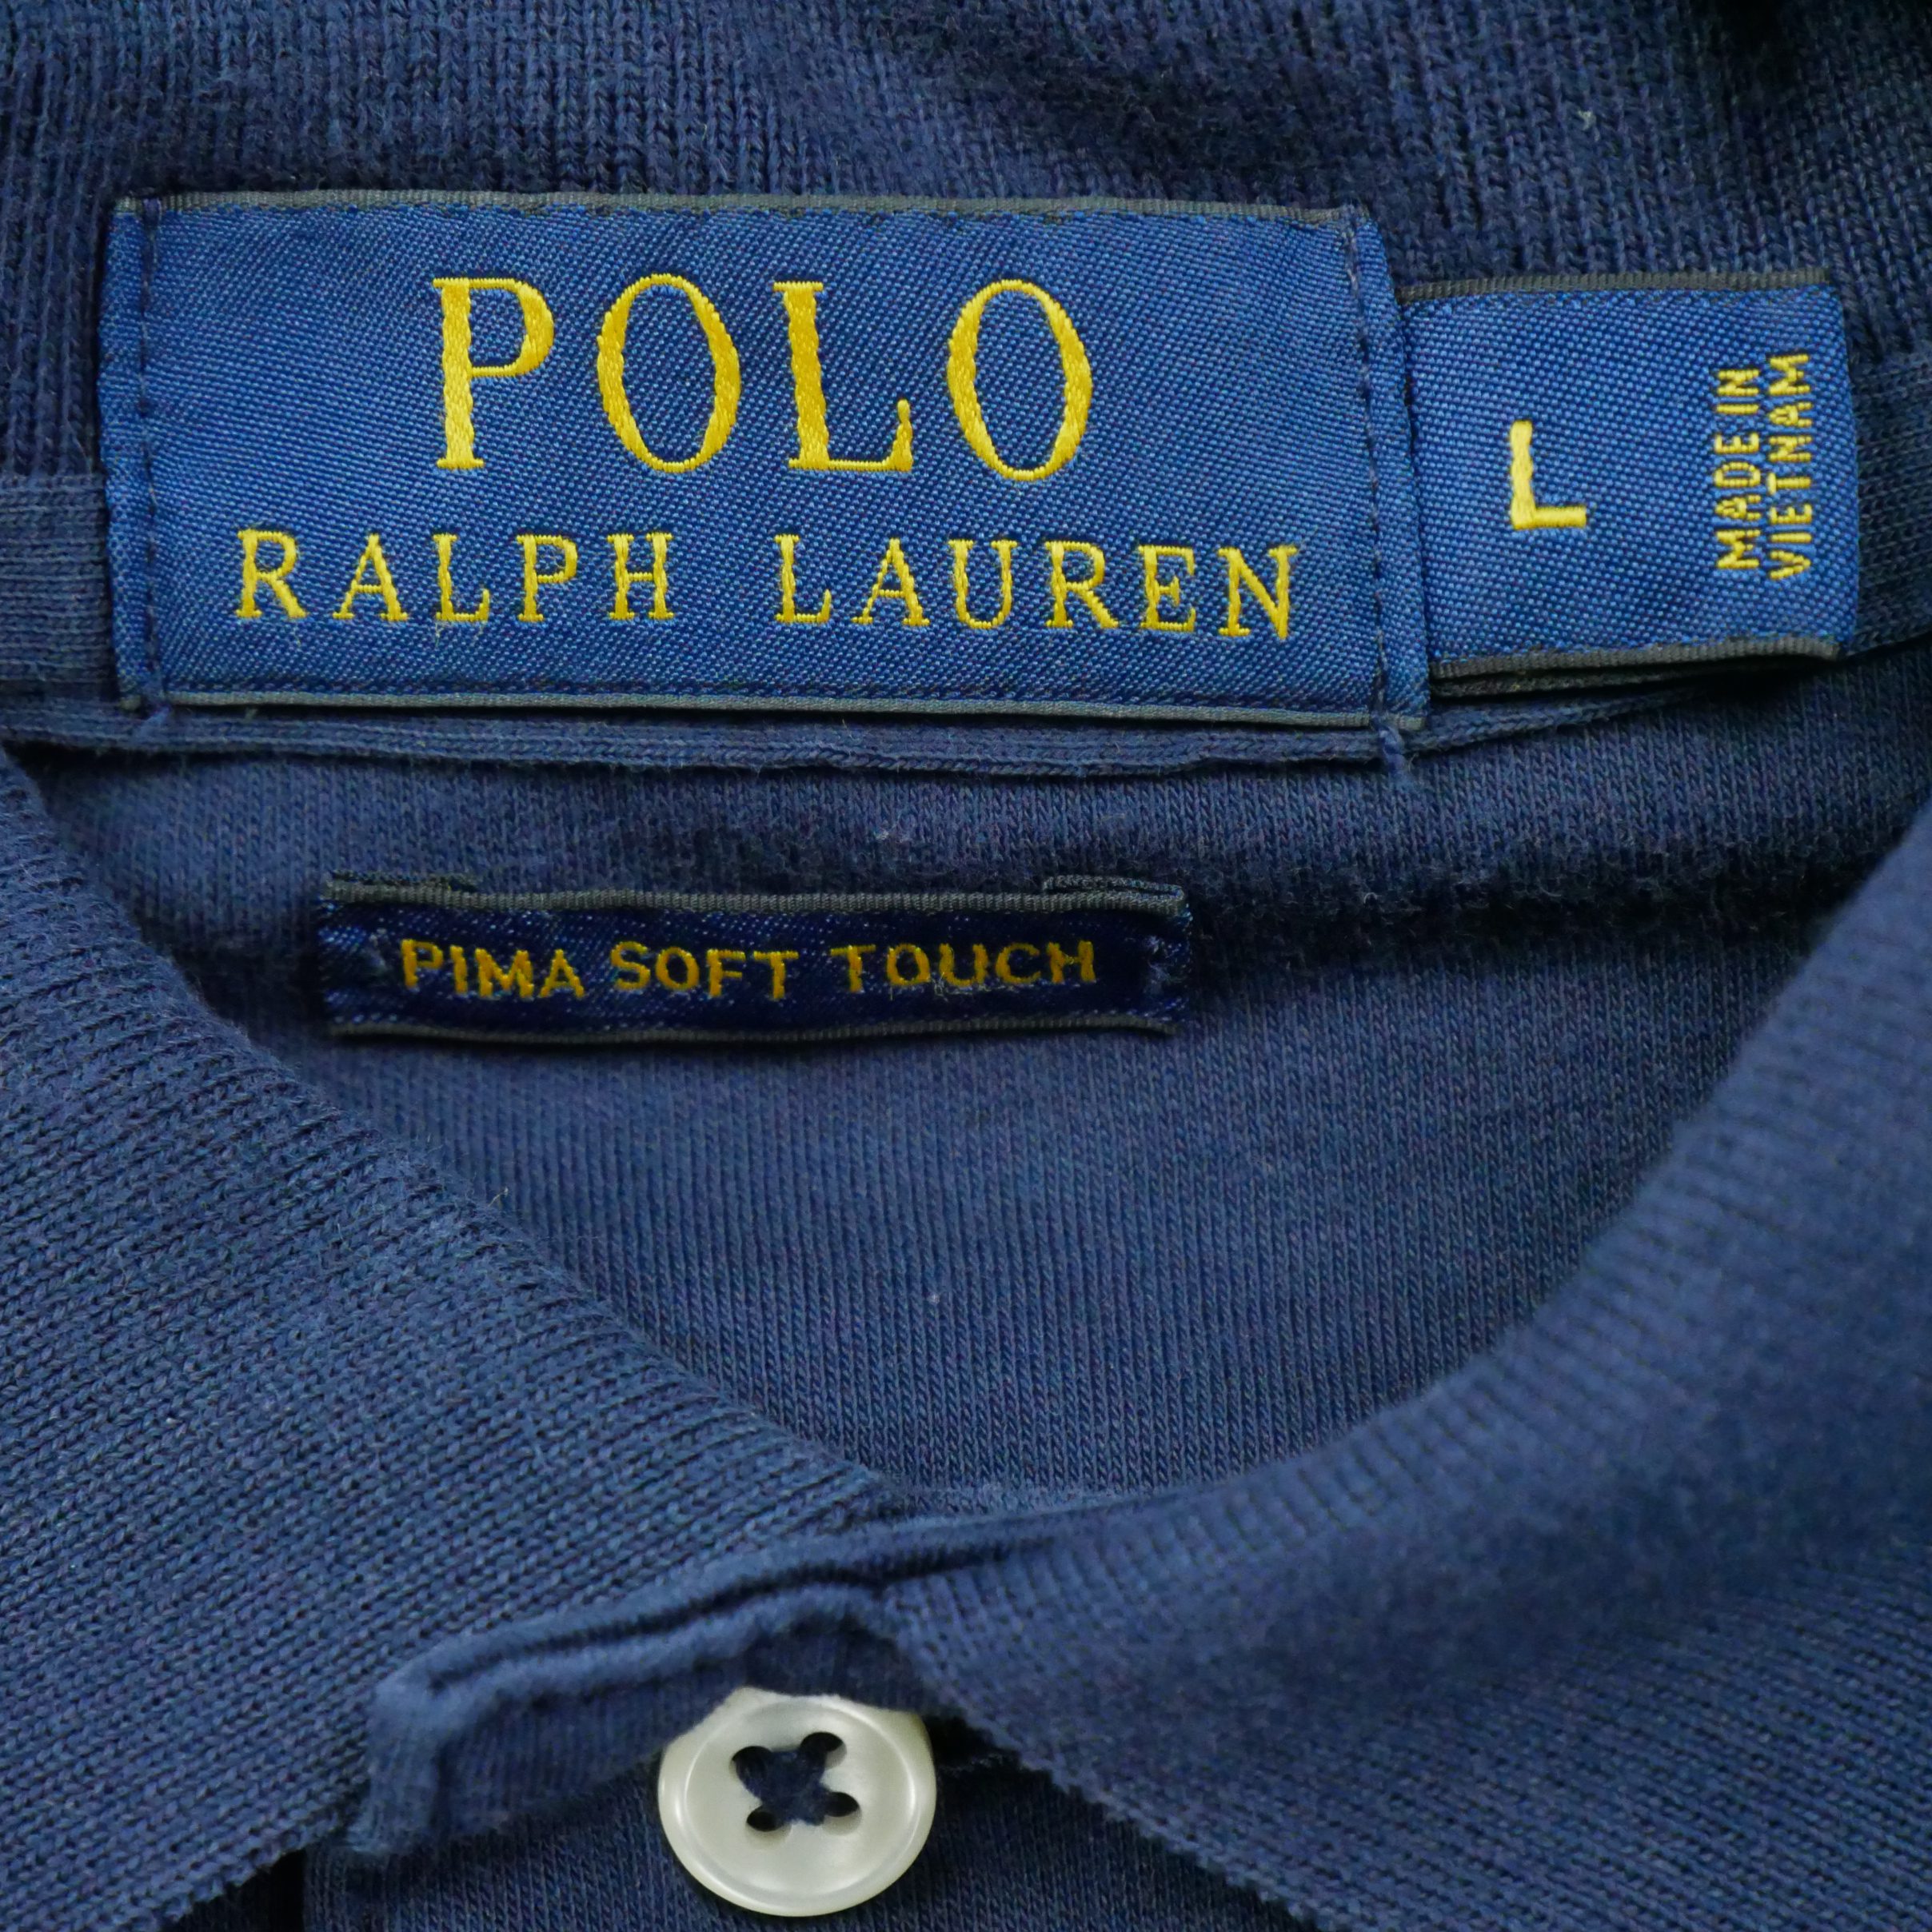 POLO
RALPH LAUREN
L
MADE IN
VIETNAM
PIMA SOFT TOUCH